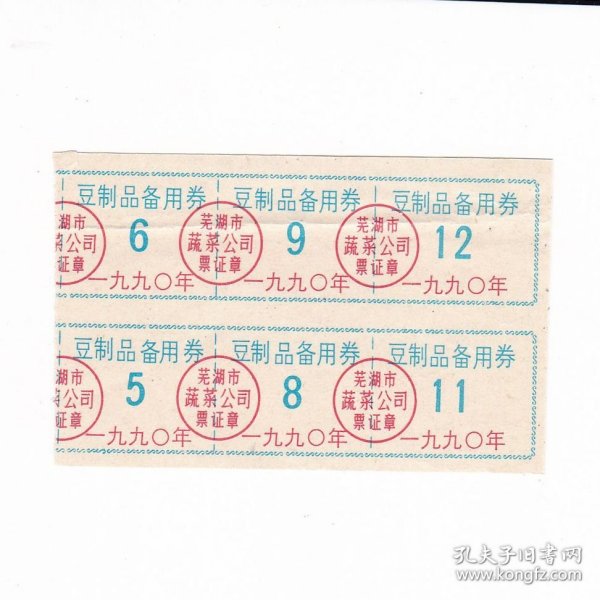 豆制品备用券 豆制品备用券 豆制品备用券
6 9 12
湖市 芜湖市 芜湖市
菜公司 蔬菜公司 蔬菜公司
票证章 票证章 票证章
一九九〇年 一九九〇年 一九九〇年
豆制品备用券 豆制品备用券 豆制品备用券
5 8 11
湖市 芜湖市 芜湖市
菜公司 蔬菜公司 蔬菜公司
票证章 票证章 票证章
一九九〇年 一九九〇年 一九九〇年
孔夫子旧书网
www.kongfz.com